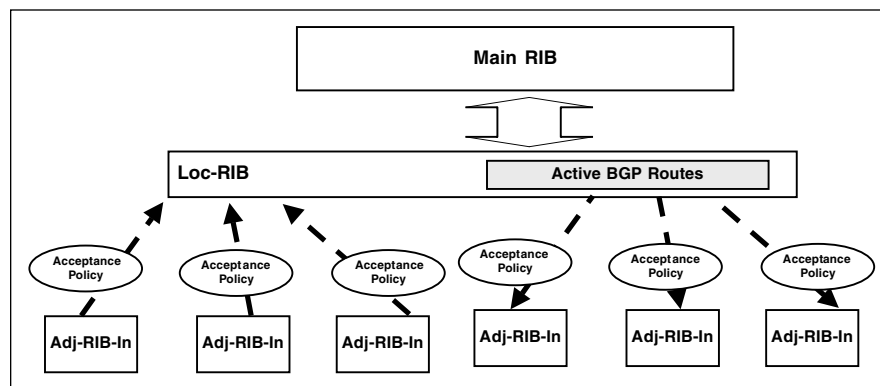 Main RIB
Loc-RIB
Active BGP Routes
Acceptance
Policy
Acceptance
Policy
Acceptance
Policy
Acceptance
Policy
Acceptance
Policy
Acceptance
Policy
Adj-RIB-In
Adj-RIB-In
Adj-RIB-In
Adj-RIB-In
Adj-RIB-In
Adj-RIB-In